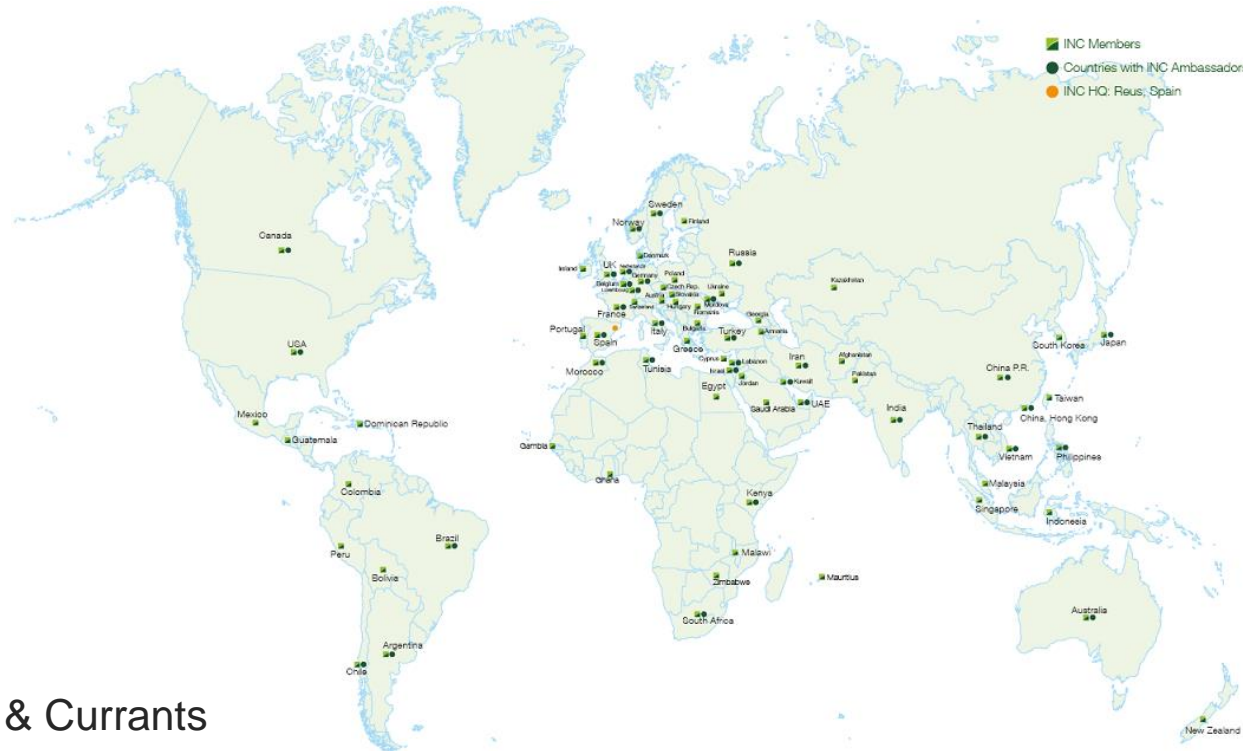 INC Members
Countries with INC Ambassador
INC HQ: Reus, Spain
Sweden
Norway
Finland
Canada
Denmark
Russia
Ireland
UK
Netherlands
Germany
Poland
Belgium
Czech Rep.
Kazakhstan
Luxembourg
Austria
Slovakia
Ukraine
Moldova
Hungary
France
Switzerland
Romania
Georgia
Portugal
Spain
Italy
Bulgaria
Turkey
Armenia
Greece
USA
South Korea
Japan
Morocco
Tunisia
Cyprus
Lebanon
Iran
Afghanistan
China P.R.
Israel
Jordan
Kuwait
Pakistan
Egypt
Saudi Arabia
UAE
Taiwan
India
China, Hong Kong
Mexico
Dominican Republic
Thailand
Guatemala
Gambia
Vietnam
Philippines
Ghana
Colombia
Malaysia
Kenya
Singapore
Indonesia
Brazil
Peru
Malawi
Bolivia
Zimbabwe
Mauritius
South Africa
Australia
Argentina
Chile
& Currants
New Zealand